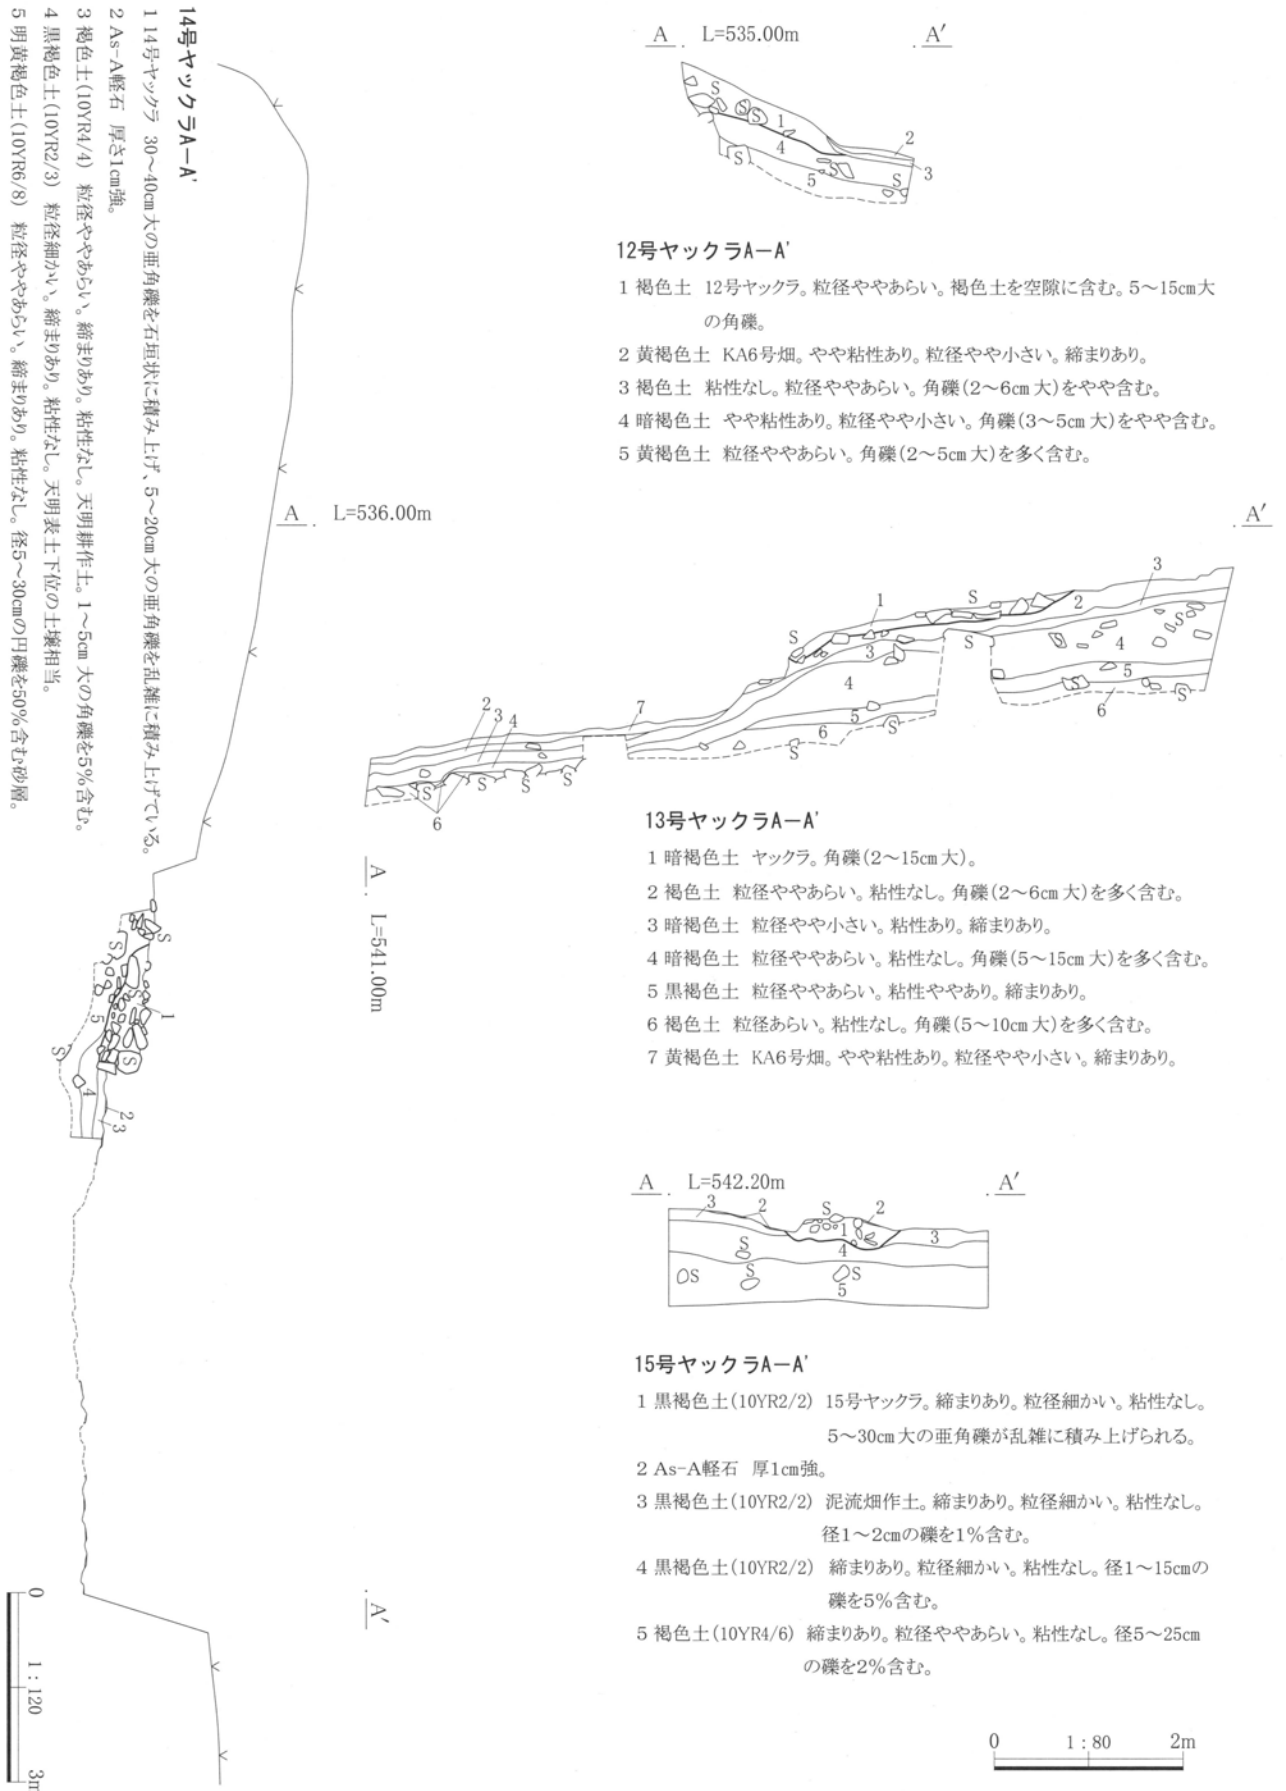 A L=535.00m A′
S
S
S
1
2
4
3
S
S
5
S
12号ヤックラA－A′
1 褐色土 12号ヤックラ。粒径ややあらい。褐色土を空隙に含む。5～15cm大
の角礫。
2 黄褐色土 KA6号畑。やや粘性あり。粒径やや小さい。締まりあり。
3 褐色土 粘性なし。粒径ややあらい。角礫(2～6cm大)をやや含む。
4 暗褐色土 やや粘性あり。粒径やや小さい。角礫(3～5cm大)をやや含む。
5 黄褐色土 粒径ややあらい。角礫(2～5cm大)を多く含む。
A L=536.00m A′
3
S
1
2
S
S
S
4
3
S
S
4
5
S
S
6
7
2
3
4
5
6
S
S
S
S
S
S
6
13号ヤックラA－A′
1 暗褐色土 ヤックラ。角礫(2～15cm大)。
2 褐色土 粒径ややあらい。粘性なし。角礫(2～6cm大)を多く含む。
3 暗褐色土 粒径やや小さい。粘性あり。締まりあり。
4 暗褐色土 粒径ややあらい。粘性なし。角礫(5～15cm大)を多く含む。
5 黒褐色土 粒径ややあらい。粘性ややあり。締まりあり。
6 褐色土 粒径あらい。粘性なし。角礫(5～10cm大)を多く含む。
7 黄褐色土 KA6号畑。やや粘性あり。粒径やや小さい。締まりあり。
14号ヤックラA－A′
1 14号ヤックラ 30～40cm大の亜角礫を石垣状に積み上げ、5～20cm大の亜角礫を乱雑に積み上げている。
2 As-A軽石 厚さ1cm強。
3 褐色土(10YR4/4) 粒径ややあらい。締まりあり。粘性なし。天明耕作土。1～5cm大の角礫を5%含む。
4 黒褐色土(10YR2/3) 粒径細かい。締まりあり。粘性なし。天明表土下位の土壌相当。
5 明黄褐色土(10YR6/8) 粒径ややあらい。締まりあり。粘性なし。径5～30cmの円礫を50%含む砂層。
A L=541.00m A′
S
S
S
1
5
S
S
4
2
3
0 1：120 3m
A L=542.20m A′
3
2
S
2
1
3
S
4
S
S
S
5
15号ヤックラA－A′
1 黒褐色土(10YR2/2) 15号ヤックラ。締まりあり。粒径細かい。粘性なし。
5～30cm大の亜角礫が乱雑に積み上げられる。
2 As-A軽石 厚1cm強。
3 黒褐色土(10YR2/2) 泥流畑作土。締まりあり。粒径細かい。粘性なし。
径1～2cmの礫を1%含む。
4 黒褐色土(10YR2/2) 締まりあり。粒径細かい。粘性なし。径1～15cmの
礫を5%含む。
5 褐色土(10YR4/6) 締まりあり。粒径ややあらい。粘性なし。径5～25cm
の礫を2%含む。
0 1：80 2m